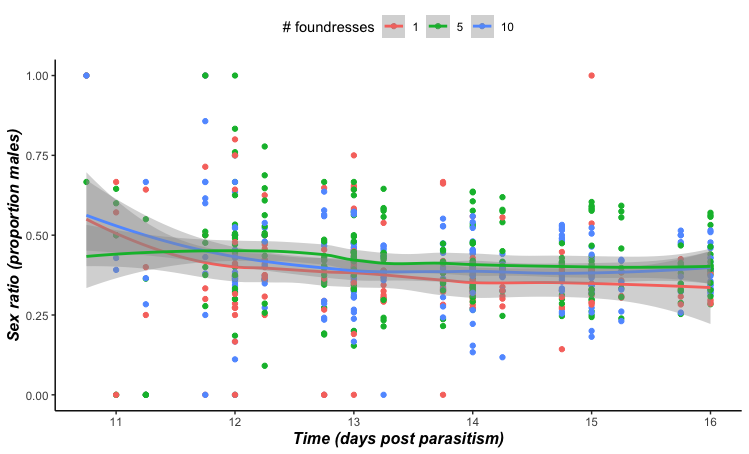 # foundresses 1 5 10
1.00
0.75
0.50
0.25
0.00
Sex ratio (proportion males)
11 12 13 14 15 16
Time (days post parasitism)